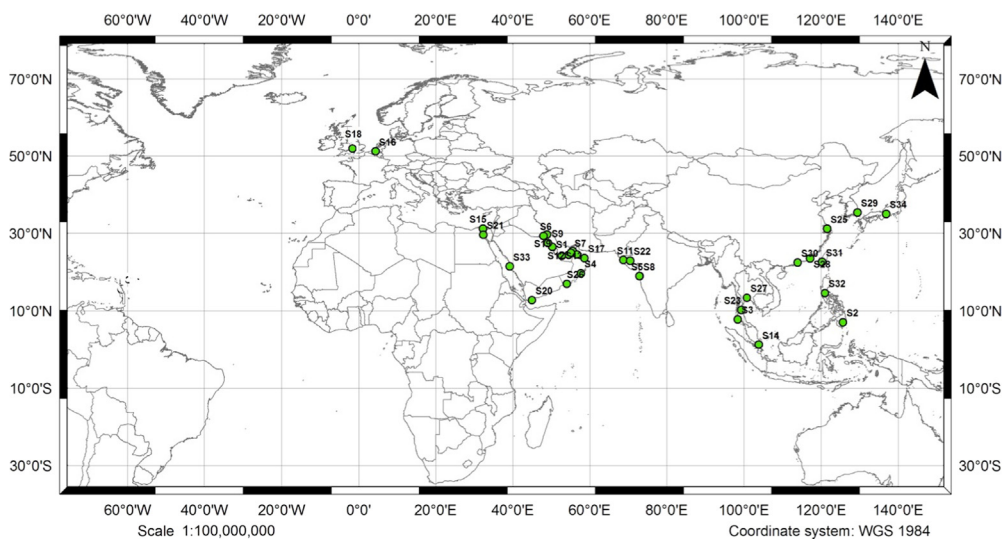 60°0'W 40°0'W 20°0'W 0°0' 20°0'E 40°0'E 60°0'E 80°0'E 100°0'E 120°0'E 140°0'E
N
70°0'N 70°0'N
S18 S16
50°0'N 50°0'N
S29 S34
S15 S21 S6 S9 S25
30°0'N 30°0'N
S1 S7 S17 S11 S22 S30 S31
S33 S4 S5 S8 S28
S20 S27 S32
S23 S3 S2
10°0'N 10°0'N
S14
10°0'S 10°0'S
30°0'S 30°0'S
60°0'W 40°0'W 20°0'W 0°0' 20°0'E 40°0'E 60°0'E 80°0'E 100°0'E 120°0'E 140°0'E
Scale 1:100,000,000 Coordinate system: WGS 1984